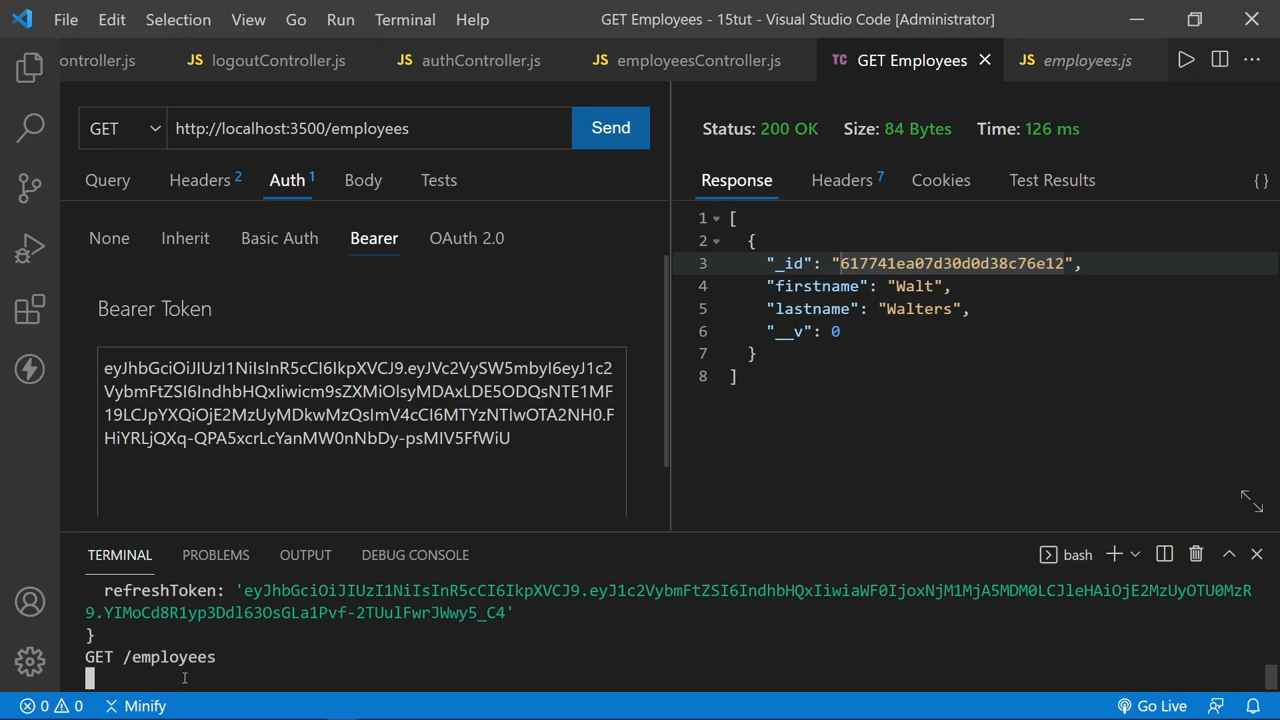 File Edit Selection View Go Run Terminal Help GET Employees - 15tut - Visual Studio Code [Administrator]
ontroller.js JS logoutController.js JS authController.js JS employeesController.js TC GET Employees JS employees.js
GET http://localhost:3500/employees Send
Status: 200 OK Size: 84 Bytes Time: 126 ms
Query Headers 2 Auth 1 Body Tests
Response Headers 7 Cookies Test Results {}
None Inherit Basic Auth Bearer OAuth 2.0
Bearer Token
eyJhbGciOiJIUzI1NiIsInR5cCI6IkpXVCJ9.eyJVc2VySW5mbyI6eyJ1c2
VybmFtZSI6IndhbHQxIiwicm9sZXMiOlsyMDAxLDE5ODQsNTE1MF
19LCJpYXQiOjE2MzUyMDkwMzQsImV4cCI6MTYzNTIwOTA2NH0.F
HiYRLjQXq-QPA5xcrLcYanMW0nNbDy-psMIV5FfWiU
1 [
2 {
3 "_id": "617741ea07d30d0d38c76e12",
4 "firstname": "Walt",
5 "lastname": "Walters",
6 "__v": 0
7 }
8 ]
TERMINAL PROBLEMS OUTPUT DEBUG CONSOLE bash
refreshToken: 'eyJhbGciOiJIUzI1NiIsInR5cCI6IkpXVCJ9.eyJ1c2VybmFtZSI6IndhbHQxIiwiaWF0IjoxNjM1MjA5MDM0LCJleHAiOjE2MzUyOTU0MzR
9.YIMoCd8R1yp3Ddl63OsGLa1Pvf-2TUulFwrJWwy5_C4'
}
GET /employees
0 0 Minify Go Live